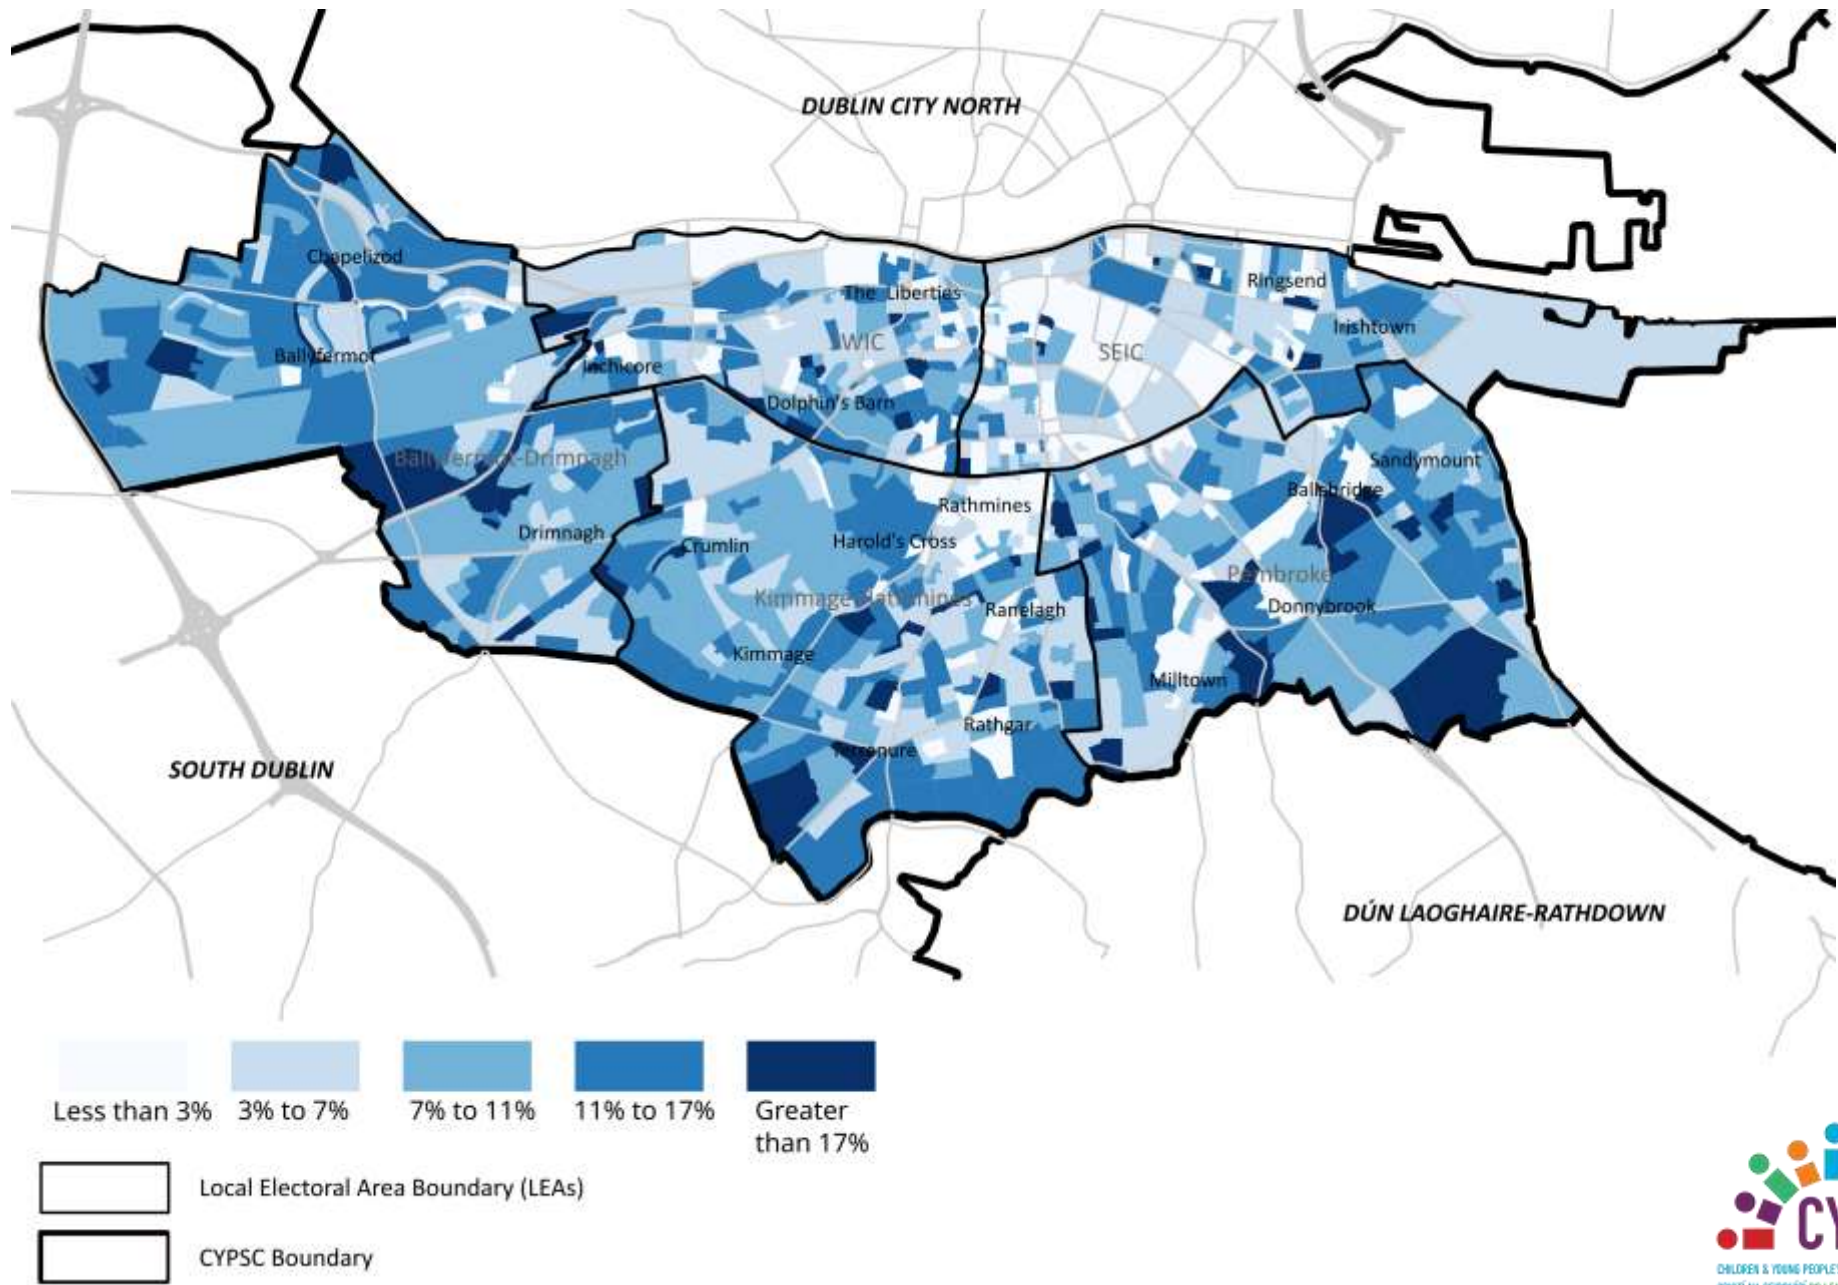 DUBLIN CITY NORTH
Chapelizod
The Liberties
Ringsend
Irishtown
WIC
SEIC
Ballyfermot
Inchicore
Dolphin's Barn
Ballyfermot-Drimnagh
Sandymount
Ballsbridge
Rathmines
Drimnagh
Crumlin
Harold's Cross
Pembroke
Kimmage-Rathmines
Ranelagh
Donnybrook
Kimmage
Milltown
Rathgar
Terenure
SOUTH DUBLIN
DÚN LAOGHAIRE-RATHDOWN
Less than 3%
3% to 7%
7% to 11%
11% to 17%
Greater
than 17%
Local Electoral Area Boundary (LEAs)
CYPSC Boundary
CY
CHILDREN & YOUNG PEOPLE'